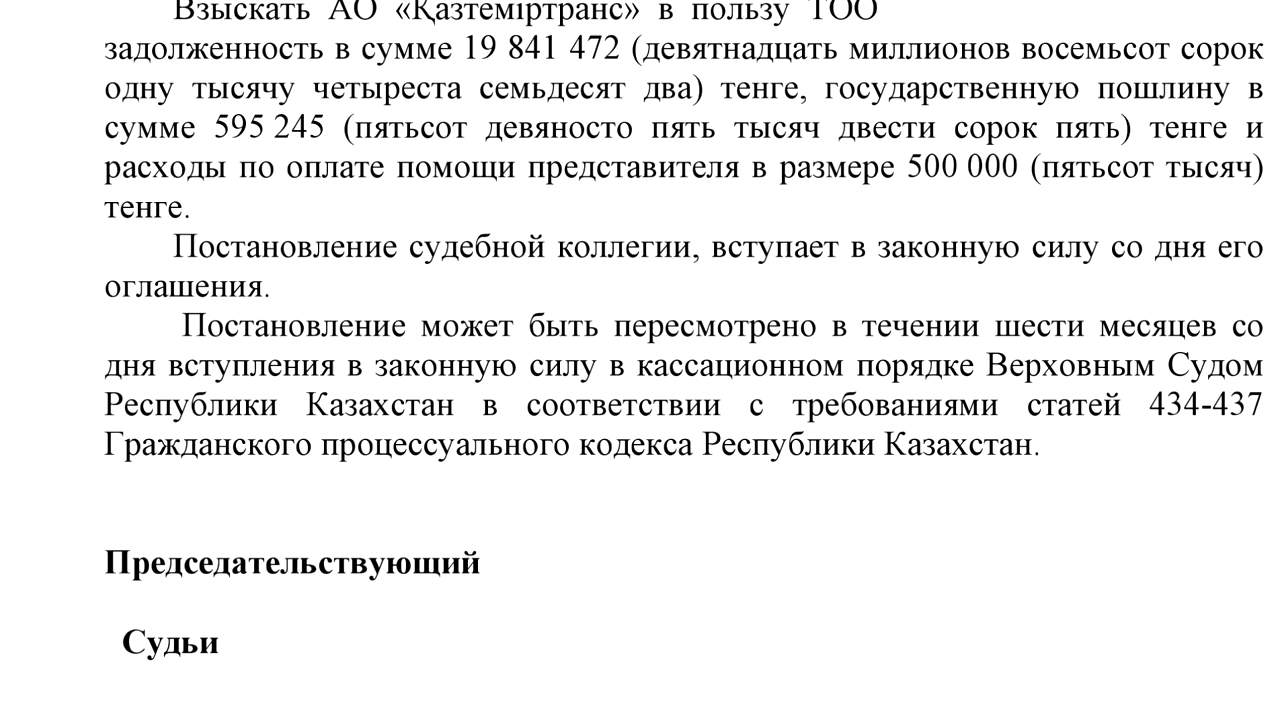 Взыскать АО «Қазтеміртранс» в пользу ТОО
задолженность в сумме 19 841 472 (девятнадцать миллионов восемьсот сорок
одну тысячу четыреста семьдесят два) тенге, государственную пошлину в
сумме 595 245 (пятьсот девяносто пять тысяч двести сорок пять) тенге и
расходы по оплате помощи представителя в размере 500 000 (пятьсот тысяч)
тенге.
Постановление судебной коллегии, вступает в законную силу со дня его
оглашения.
Постановление может быть пересмотрено в течении шести месяцев со
дня вступления в законную силу в кассационном порядке Верховным Судом
Республики Казахстан в соответствии с требованиями статей 434-437
Гражданского процессуального кодекса Республики Казахстан.
Председательствующий
Судьи